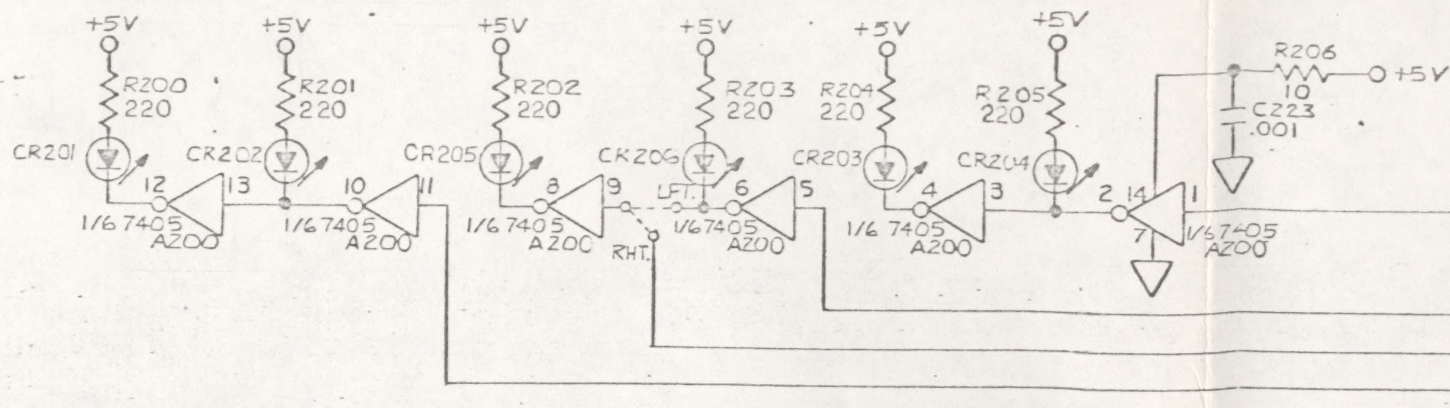 +5V +5V +5V +5V +5V +5V
R200 220
R201 220
R202 220
R203 220
R204 220
R205 220
R206 10
+5V
C223 .001
CR201
CR202
CR205
CR206
CR203
CR204
12 13
1/6 7405 A200
10 11
1/6 7405 A200
8 9
1/6 7405 A200
LFT.
RHT.
6 5
1/6 7405 A200
4 3
1/6 7405 A200
2 14 1
7
1/6 7405 A200